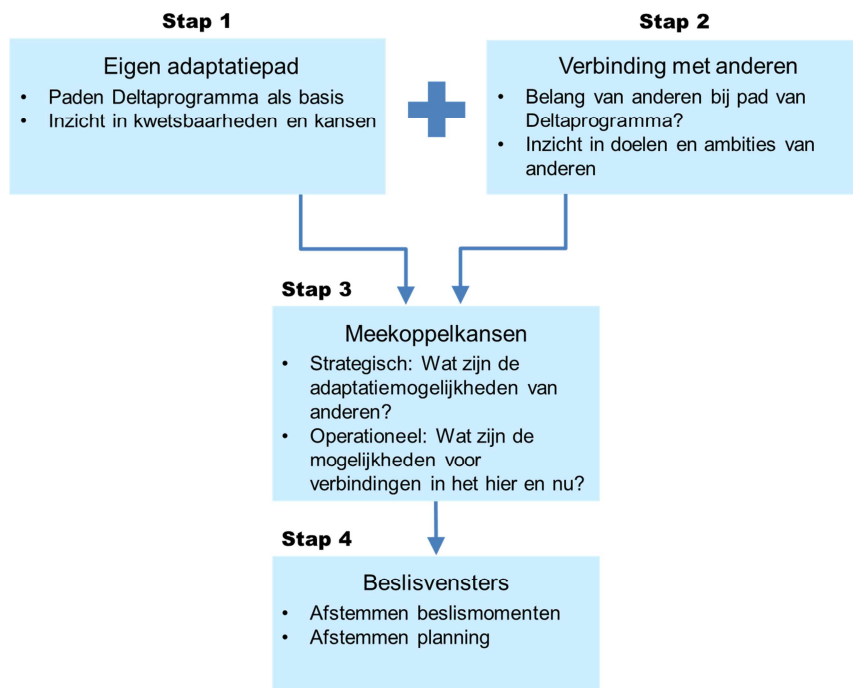 Stap 1
Eigen adaptatiepad
• Paden Deltaprogramma als basis
• Inzicht in kwetsbaarheden en kansen
Stap 2
Verbinding met anderen
• Belang van anderen bij pad van
Deltaprogramma?
• Inzicht in doelen en ambities van
anderen
Stap 3
Meekoppelkansen
• Strategisch: Wat zijn de
adaptatiemogelijkheden van
anderen?
• Operationeel: Wat zijn de
mogelijkheden voor
verbindingen in het hier en nu?
Stap 4
Beslisvensters
• Afstemmen beslismomenten
• Afstemmen planning